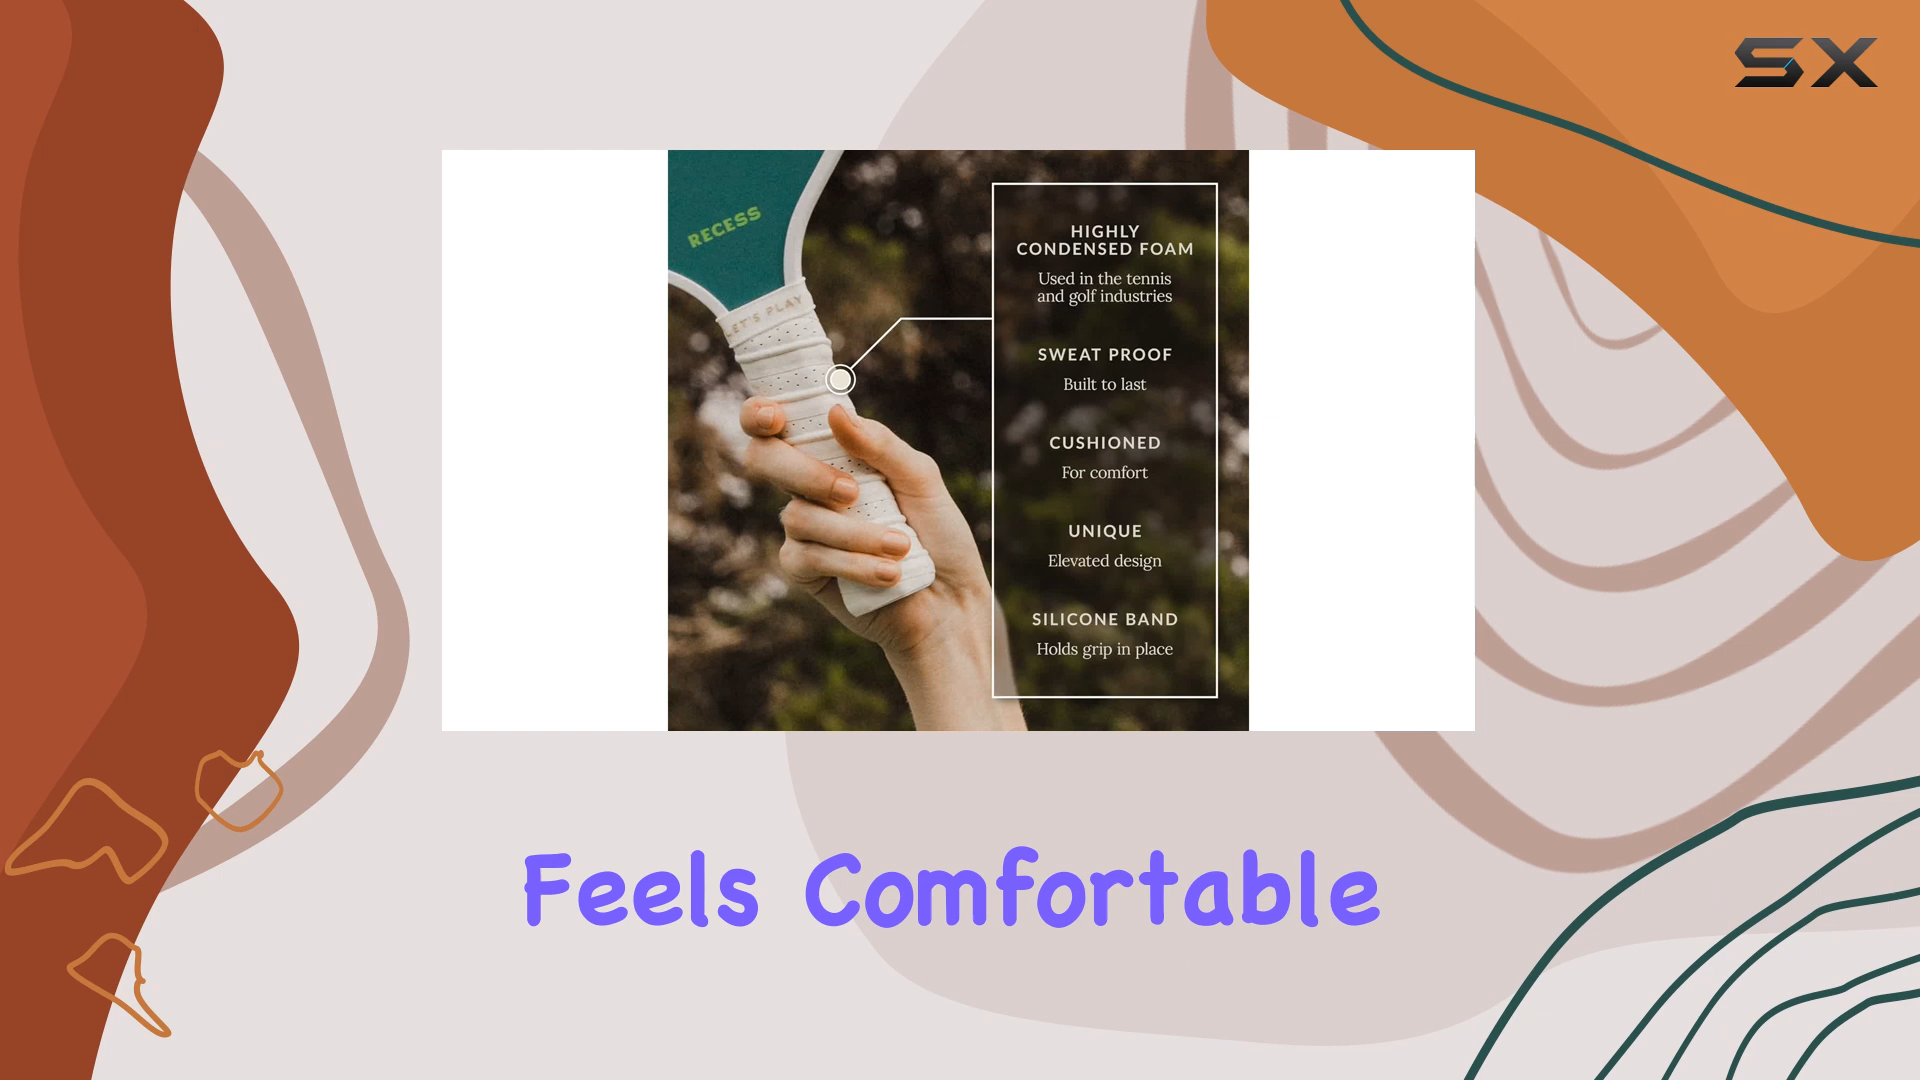 SX
RECESS
LET'S PLAY
HIGHLY
CONDENSED FOAM
Used in the tennis
and golf industries
SWEAT PROOF
Built to last
CUSHIONED
For comfort
UNIQUE
Elevated design
SILICONE BAND
Holds grip in place
Feels Comfortable